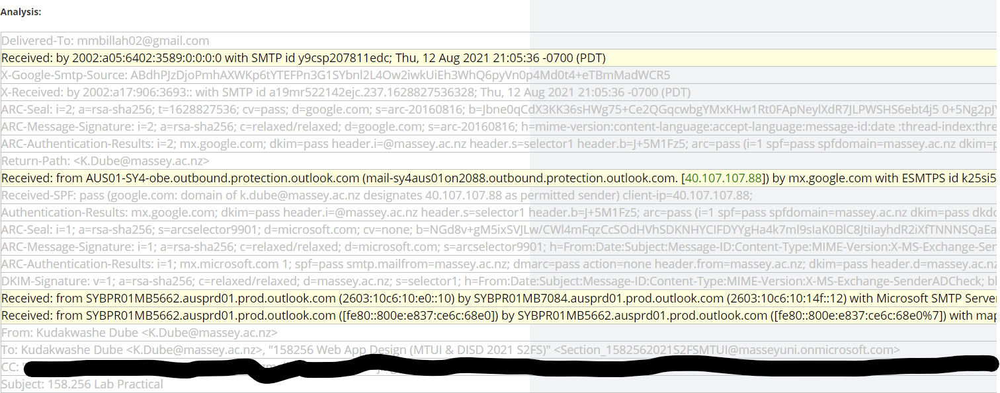 Analysis:
Delivered-To: mmbillah02@gmail.com
Received: by 2002:a05:6402:3589:0:0:0:0 with SMTP id y9csp207811edc; Thu, 12 Aug 2021 21:05:36 -0700 (PDT)
X-Google-Smtp-Source: ABdhPJzDjoPmhAXWKp6tYTEFPn3G1SYbnl2L4Ow2iwkUiEh3WhQ6pyVn0p4Md0t4+eTBmMadWCR5
X-Received: by 2002:a17:906:3693:: with SMTP id a19mr522142ejc.237.1628827536328; Thu, 12 Aug 2021 21:05:36 -0700 (PDT)
ARC-Seal: i=2; a=rsa-sha256; t=1628827536; cv=pass; d=google.com; s=arc-20160816; b=Jbne0qCdX3KK36sHWg75+Ce2QGqcwbgYMxKHw1Rt0FApNeylXdR7JLPWSHS6ebt4j5 0+5Ng2pJY
ARC-Message-Signature: i=2; a=rsa-sha256; c=relaxed/relaxed; d=google.com; s=arc-20160816; h=mime-version:content-language:accept-language:message-id:date :thread-index:thre
ARC-Authentication-Results: i=2; mx.google.com; dkim=pass header.i=@massey.ac.nz header.s=selector1 header.b=J+5M1Fz5; arc=pass (i=1 spf=pass spfdomain=massey.ac.nz dkim=p
Return-Path: <K.Dube@massey.ac.nz>
Received: from AUS01-SY4-obe.outbound.protection.outlook.com (mail-sy4aus01on2088.outbound.protection.outlook.com. [40.107.107.88]) by mx.google.com with ESMTPS id k25si5
Received-SPF: pass (google.com: domain of k.dube@massey.ac.nz designates 40.107.107.88 as permitted sender) client-ip=40.107.107.88;
Authentication-Results: mx.google.com; dkim=pass header.i=@massey.ac.nz header.s=selector1 header.b=J+5M1Fz5; arc=pass (i=1 spf=pass spfdomain=massey.ac.nz dkim=pass dkdo
ARC-Seal: i=1; a=rsa-sha256; s=arcselector9901; d=microsoft.com; cv=none; b=NGd8v+gM5ixSVJLw/CWl4mFqzCcSOdHVhSDKNHYCIFDYYgHa4k7ml9sIaK0BlC8JtiIayhdR2iXfTNNNSQaEa
ARC-Message-Signature: i=1; a=rsa-sha256; c=relaxed/relaxed; d=microsoft.com; s=arcselector9901; h=From:Date:Subject:Message-ID:Content-Type:MIME-Version:X-MS-Exchange-Sen
ARC-Authentication-Results: i=1; mx.microsoft.com 1; spf=pass smtp.mailfrom=massey.ac.nz; dmarc=pass action=none header.from=massey.ac.nz; dkim=pass header.d=massey.ac.nz
DKIM-Signature: v=1; a=rsa-sha256; c=relaxed/relaxed; d=massey.ac.nz; s=selector1; h=From:Date:Subject:Message-ID:Content-Type:MIME-Version:X-MS-Exchange-SenderADCheck;
Received: from SYBPR01MB5662.ausprd01.prod.outlook.com (2603:10c6:10:e0::10) by SYBPR01MB7084.ausprd01.prod.outlook.com (2603:10c6:10:14f::12) with Microsoft SMTP Serve
Received: from SYBPR01MB5662.ausprd01.prod.outlook.com ([fe80::800e:e837:ce6c:68e0]) by SYBPR01MB5662.ausprd01.prod.outlook.com ([fe80::800e:e837:ce6c:68e0%7]) with map
From: Kudakwashe Dube <K.Dube@massey.ac.nz>
To: Kudakwashe Dube <K.Dube@massey.ac.nz>, "158256 Web App Design (MTUI & DISD 2021 S2FS)" <Section_1582562021S2FSMTUI@masseyuni.onmicrosoft.com>
CC: "
Subject: 158.256 Lab Practical